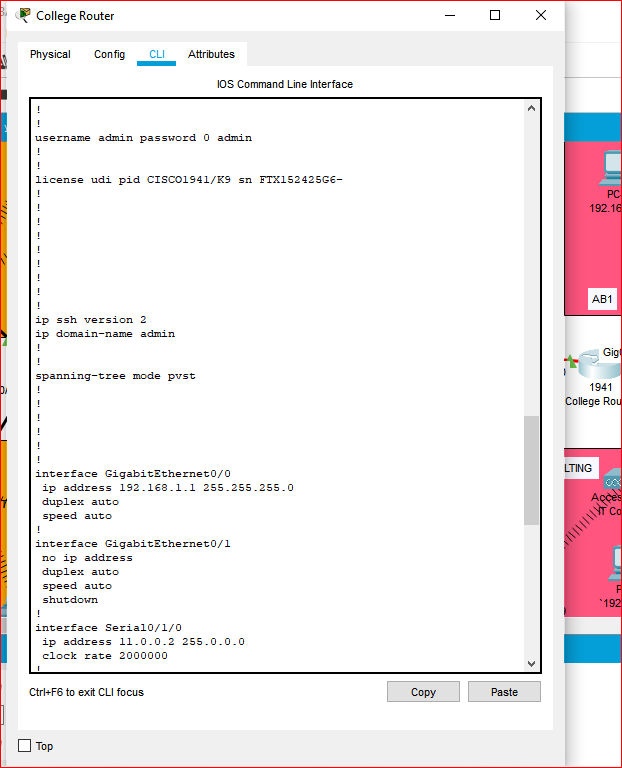 College Router
Physical Config CLI Attributes
IOS Command Line Interface
!
!
username admin password 0 admin
!
!
license udi pid CISCO1941/K9 sn FTX152425G6-
!
!
!
!
!
!
!
!
!
ip ssh version 2
ip domain-name admin
!
!
spanning-tree mode pvst
!
!
!
!
!
!
interface GigabitEthernet0/0
ip address 192.168.1.1 255.255.255.0
duplex auto
speed auto
!
interface GigabitEthernet0/1
no ip address
duplex auto
speed auto
shutdown
!
interface Serial0/1/0
ip address 11.0.0.2 255.0.0.0
clock rate 2000000
!
Ctrl+F6 to exit CLI focus
Copy Paste
Top
PC
192.16
AB1
Gig
1941
College Rou
LTING
Acces
IT Co
P
`192